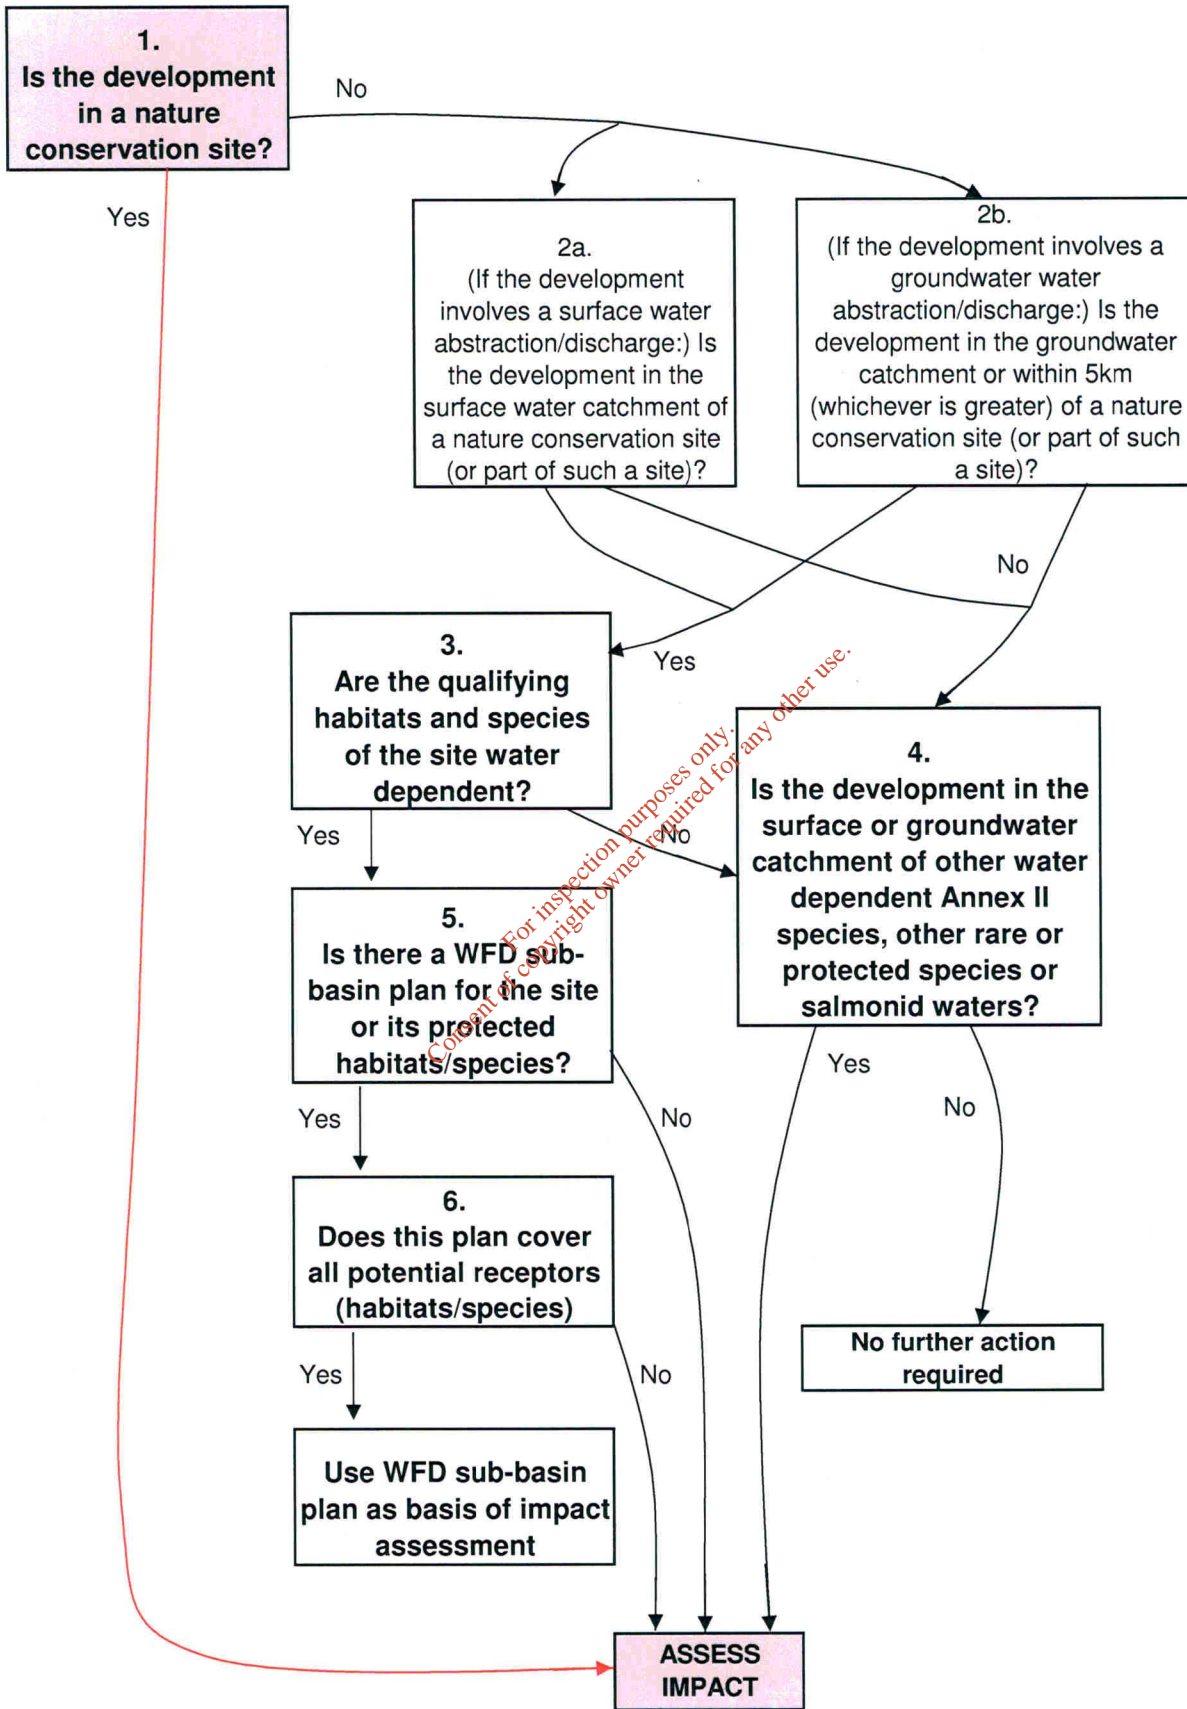 1.
Is the development
in a nature
conservation site?
No
Yes
2a.
(If the development
involves a surface water
abstraction/discharge:) Is
the development in the
surface water catchment of
a nature conservation site
(or part of such a site)?
2b.
(If the development involves a
groundwater water
abstraction/discharge:) Is the
development in the groundwater
catchment or within 5km
(whichever is greater) of a nature
conservation site (or part of such
a site)?
No
Yes
3.
Are the qualifying
habitats and species
of the site water
dependent?
Yes
No
4.
Is the development in the
surface or groundwater
catchment of other water
dependent Annex II
species, other rare or
protected species or
salmonid waters?
For inspection purposes only.
Consent of copyright owner required for any other use.
5.
Is there a WFD sub-
basin plan for the site
or its protected
habitats/species?
Yes
No
Yes
No
6.
Does this plan cover
all potential receptors
(habitats/species)
Yes
No
No further action
required
Use WFD sub-basin
plan as basis of impact
assessment
ASSESS
IMPACT